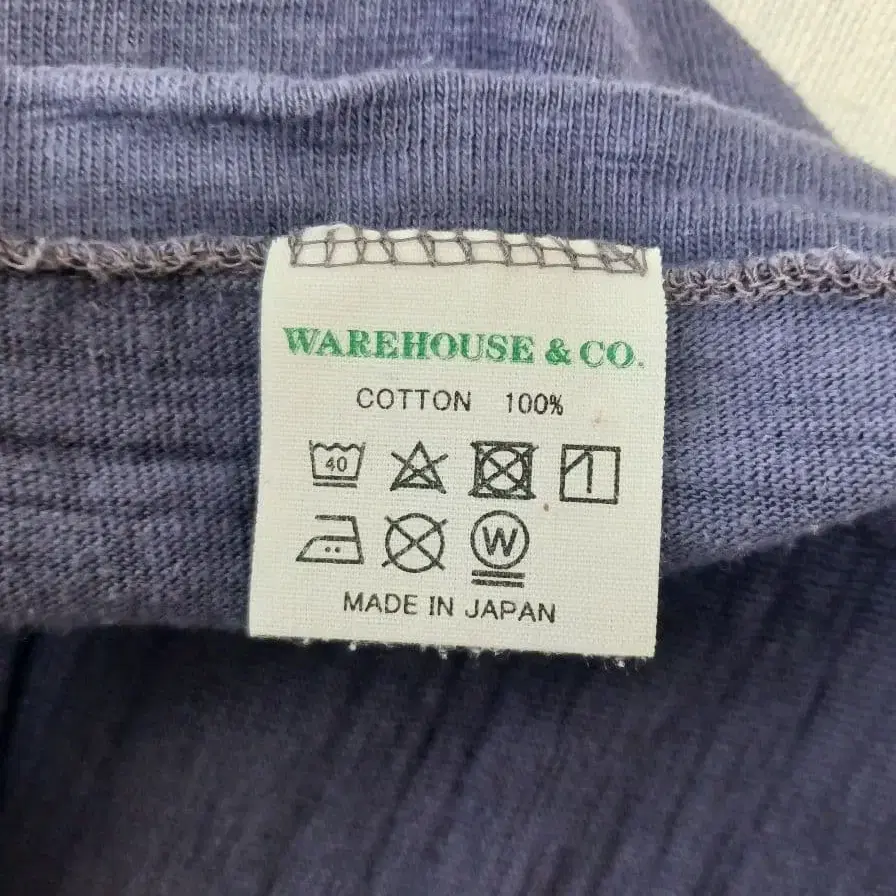 WAREHOUSE & CO.
COTTON 100%
40
W
MADE IN JAPAN